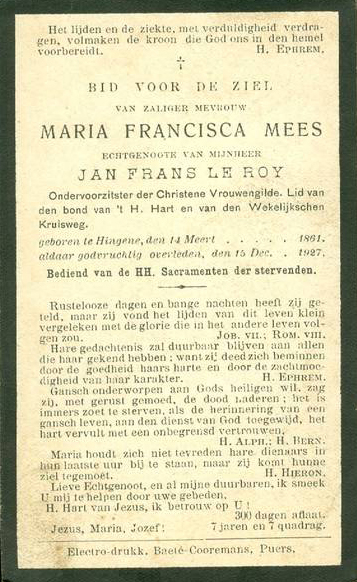 Het lijden en de ziekte, met verduldigheid verdra-
gen, volmaken de kroon die God ons in den hemel
voorbereidt. H. EPHREM.
BID VOOR DE ZIEL
VAN ZALIGER MEVROUW
MARIA FRANCISCA MEES
ECHTGENOOTE VAN MIJNHEER
JAN FRANS LE ROY
Ondervoorzitster der Christene Vrouwengilde. Lid van
den bond van 't H. Hart en van den Wekelijkschen
Kruisweg.
geboren te Hingene, den 14 Meert . . . . . 1861.
aldaar godvruchtig overleden, den 15 Dec. . 1927.
Bediend van de HH. Sacramenten der stervenden.
Rustelooze dagen en bange nachten heeft zij ge-
teld, maar zij vond het lijden van dit leven klein
vergeleken met de glorie die in het andere leven vol-
gen zou. JOB. VII.; ROM. VIII.
Hare gedachtenis zal duurbaar blijven aan allen
die haar gekend hebben : want zij deed zich beminnen
door de goedheid haars harte en door de zachtmoe-
digheid van haar karakter. H. EPHREM.
Gansch onderworpen aan Gods heiligen wil zag
zij, met gerust gemoed, de dood naderen ; het is
immers zoet te sterven, als de herinnering van een
gansch leven, aan den dienst van God toegewijd, het
hart vervult met een onbegrensd vertrouwen.
H. ALPH.; H. BERN.
Maria houdt zich niet tevreden hare dienaars in
hun laatste uur bij te staan, maar zij komt hunne
ziel tegemoet. H. HIERON.
Lieve Echtgenoot, en al mijne duurbaren, ik smeek
U mij te helpen door uwe gebeden.
H. Hart van Jezus, ik betrouw op U !
300 dagen aflaat.
Jezus, Maria, Jozef! 7 jaren en 7 quadrag.
Electro-drukk. Baeté-Cooremans, Puers.